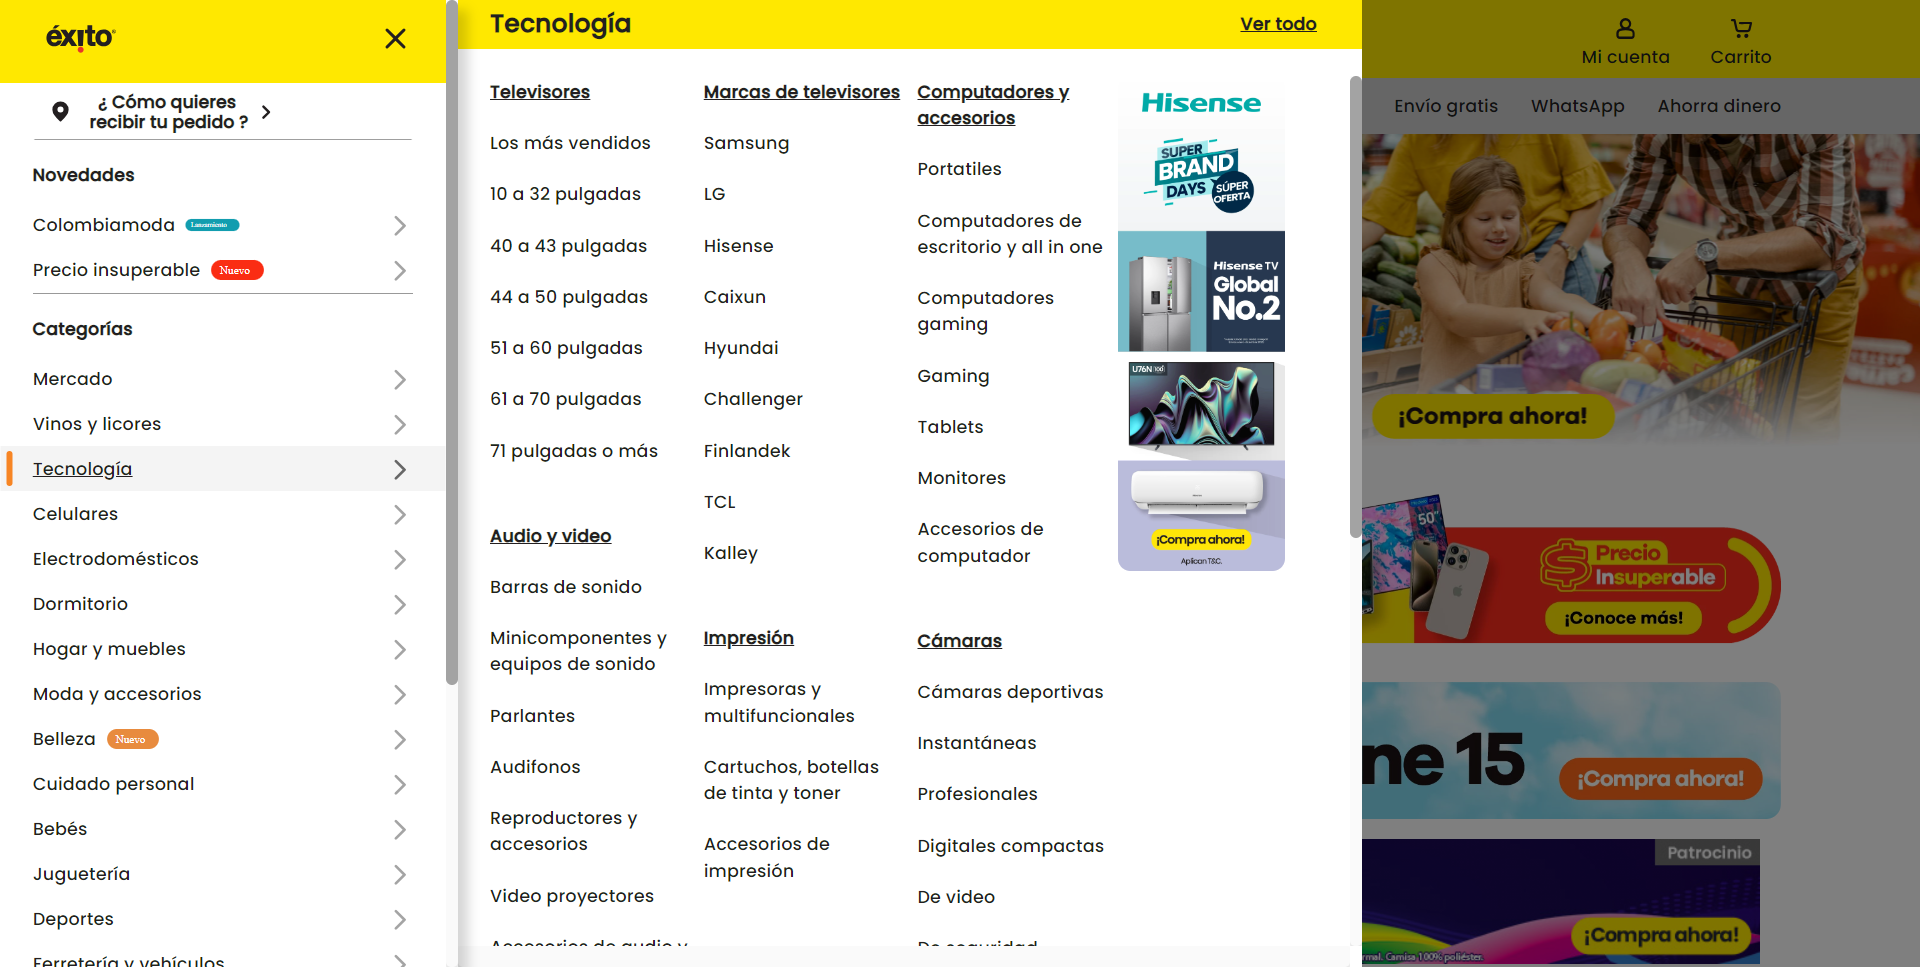 éxito
¿ Cómo quieres
recibir tu pedido ?
Novedades
Colombiamoda
Lanzamiento
Precio insuperable
Nuevo
Categorías
Mercado
Vinos y licores
Tecnología
Celulares
Electrodomésticos
Dormitorio
Hogar y muebles
Moda y accesorios
Belleza
Nuevo
Cuidado personal
Bebés
Juguetería
Deportes
Ferretería y vehículos
Tecnología
Ver todo
Televisores
Los más vendidos
10 a 32 pulgadas
40 a 43 pulgadas
44 a 50 pulgadas
51 a 60 pulgadas
61 a 70 pulgadas
71 pulgadas o más
Audio y video
Barras de sonido
Minicomponentes y
equipos de sonido
Parlantes
Audifonos
Reproductores y
accesorios
Video proyectores
Accesorios de audio y
Marcas de televisores
Samsung
LG
Hisense
Caixun
Hyundai
Challenger
Finlandek
TCL
Kalley
Impresión
Impresoras y
multifuncionales
Cartuchos, botellas
de tinta y toner
Accesorios de
impresión
Computadores y
accesorios
Portatiles
Computadores de
escritorio y all in one
Computadores
gaming
Gaming
Tablets
Monitores
Accesorios de
computador
Cámaras
Cámaras deportivas
Instantáneas
Profesionales
Digitales compactas
De video
De seguridad
Hisense
SUPER
BRAND
DAYS
SÚPER
OFERTA
Hisense TV
Global
No.2
U76N
¡Compra ahora!
Aplican T&C.
Mi cuenta
Carrito
Envío gratis
WhatsApp
Ahorra dinero
¡Compra ahora!
50"
Precio
Insuperable
¡Conoce más!
ne 15
¡Compra ahora!
Patrocinio
¡Compra ahora!
rmal. Camisa 100% poliéster.